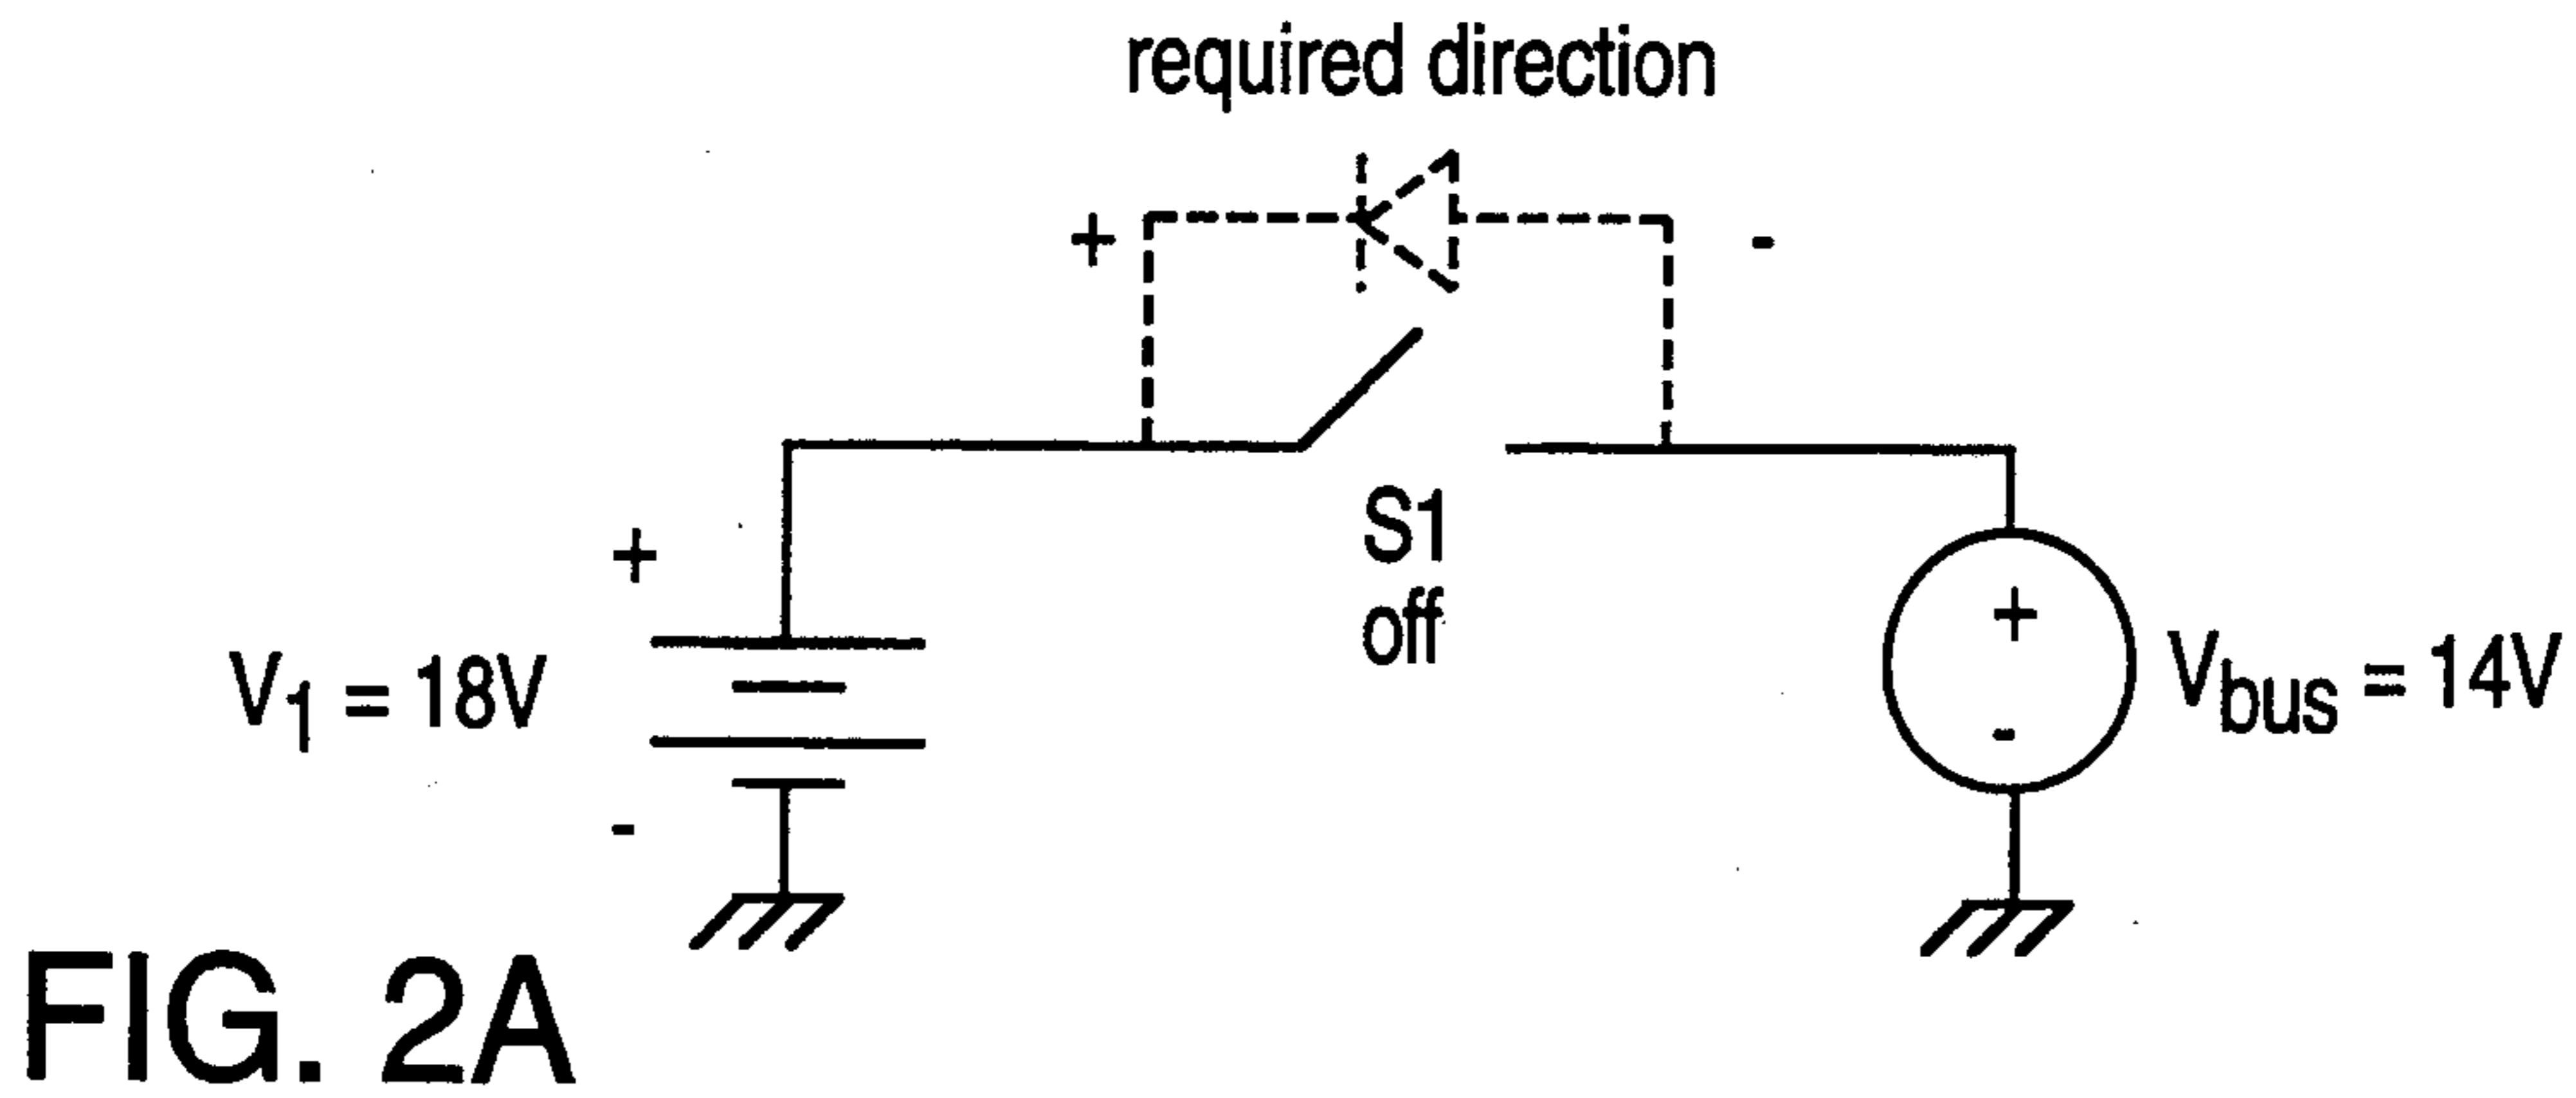 required direction
+ -
S1
off
+
V1 = 18V
-
+
-
Vbus = 14V
FIG. 2A